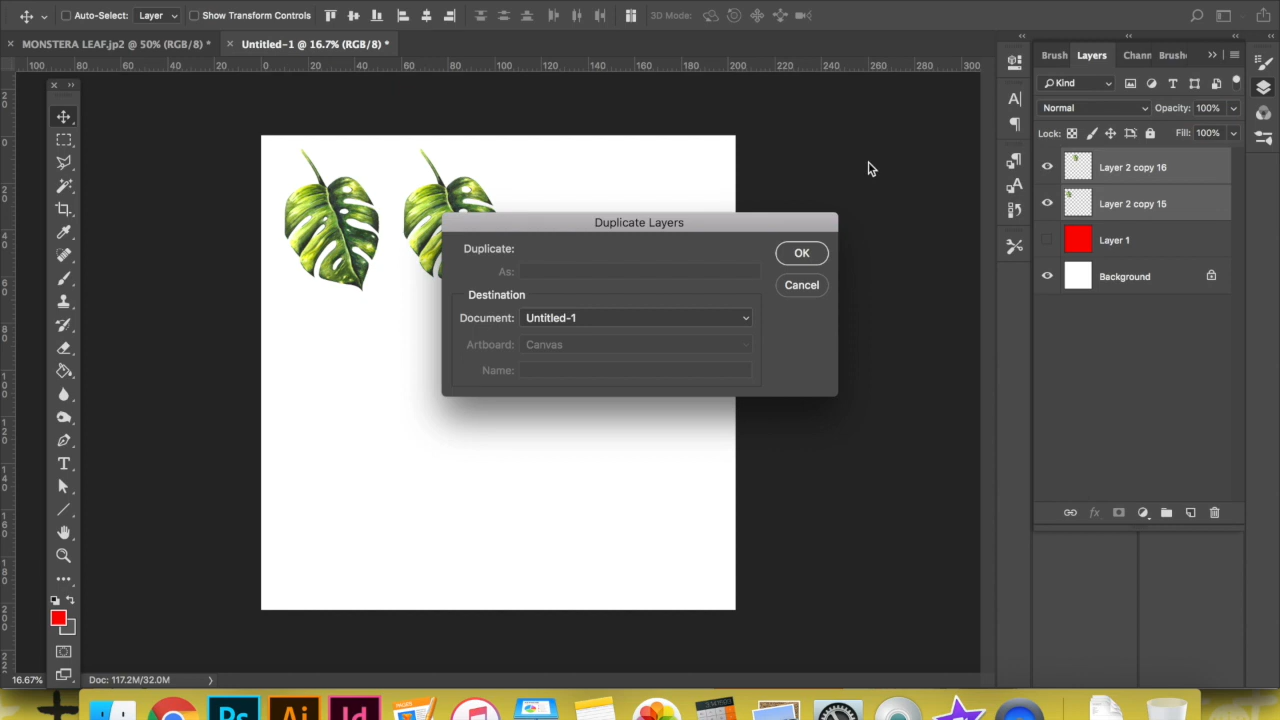 Auto-Select: Layer Show Transform Controls 3D Mode:
MONSTERA LEAF.jp2 @ 50% (RGB/8) * Untitled-1 @ 16.7% (RGB/8) *
100 80 60 40 20 0 20 40 60 80 100 120 140 160 180 200 220 240 260 280 300
Brush Layers Chann Brush
Kind
Normal Opacity: 100%
Lock: Fill: 100%
Layer 2 copy 16
Layer 2 copy 15
Layer 1
Background
Duplicate Layers
Duplicate:
As:
OK
Cancel
Destination
Document: Untitled-1
Artboard: Canvas
Name:
16.67% Doc: 117.2M/32.0M
Ps Ai Id
PAGES